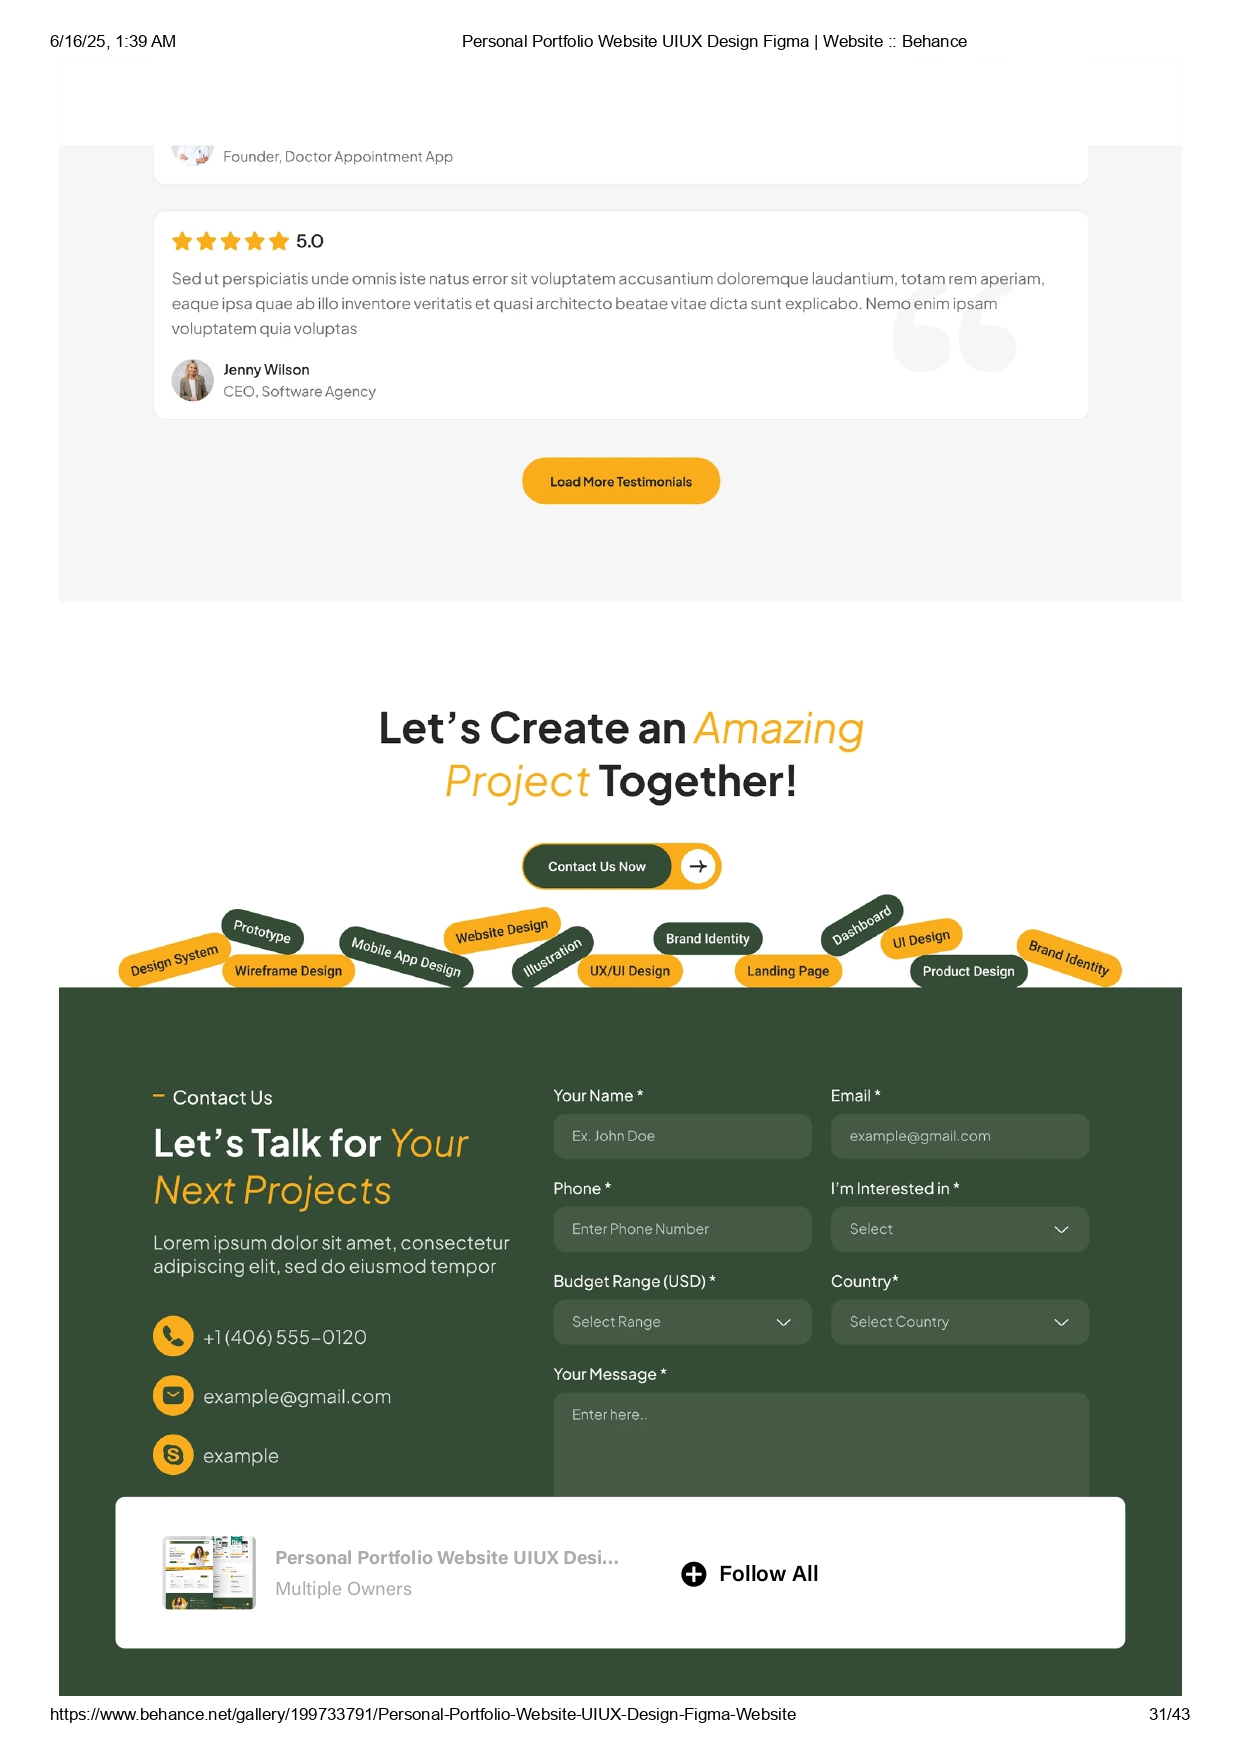 6/16/25, 1:39 AM
Personal Portfolio Website UIUX Design Figma | Website :: Behance
Founder, Doctor Appointment App
5.0
Sed ut perspiciatis unde omnis iste natus error sit voluptatem accusantium doloremque laudantium, totam rem aperiam,
eaque ipsa quae ab illo inventore veritatis et quasi architecto beatae vitae dicta sunt explicabo. Nemo enim ipsam
voluptatem quia voluptas
Jenny Wilson
CEO, Software Agency
Load More Testimonials
Let's Create an Amazing
Project Together!
Contact Us Now
Design System
Prototype
Wireframe Design
Mobile App Design
Website Design
Illustration
UX/UI Design
Brand Identity
Landing Page
Dashboard
UI Design
Product Design
Brand Identity
Contact Us
Let's Talk for Your
Next Projects
Lorem ipsum dolor sit amet, consectetur
adipiscing elit, sed do eiusmod tempor
+1 (406) 555-0120
example@gmail.com
example
Your Name *
Ex. John Doe
Email *
example@gmail.com
Phone *
Enter Phone Number
I'm Interested in *
Select
Budget Range (USD) *
Select Range
Country*
Select Country
Your Message *
Enter here..
Personal Portfolio Website UIUX Desi...
Multiple Owners
Follow All
https://www.behance.net/gallery/199733791/Personal-Portfolio-Website-UIUX-Design-Figma-Website
31/43